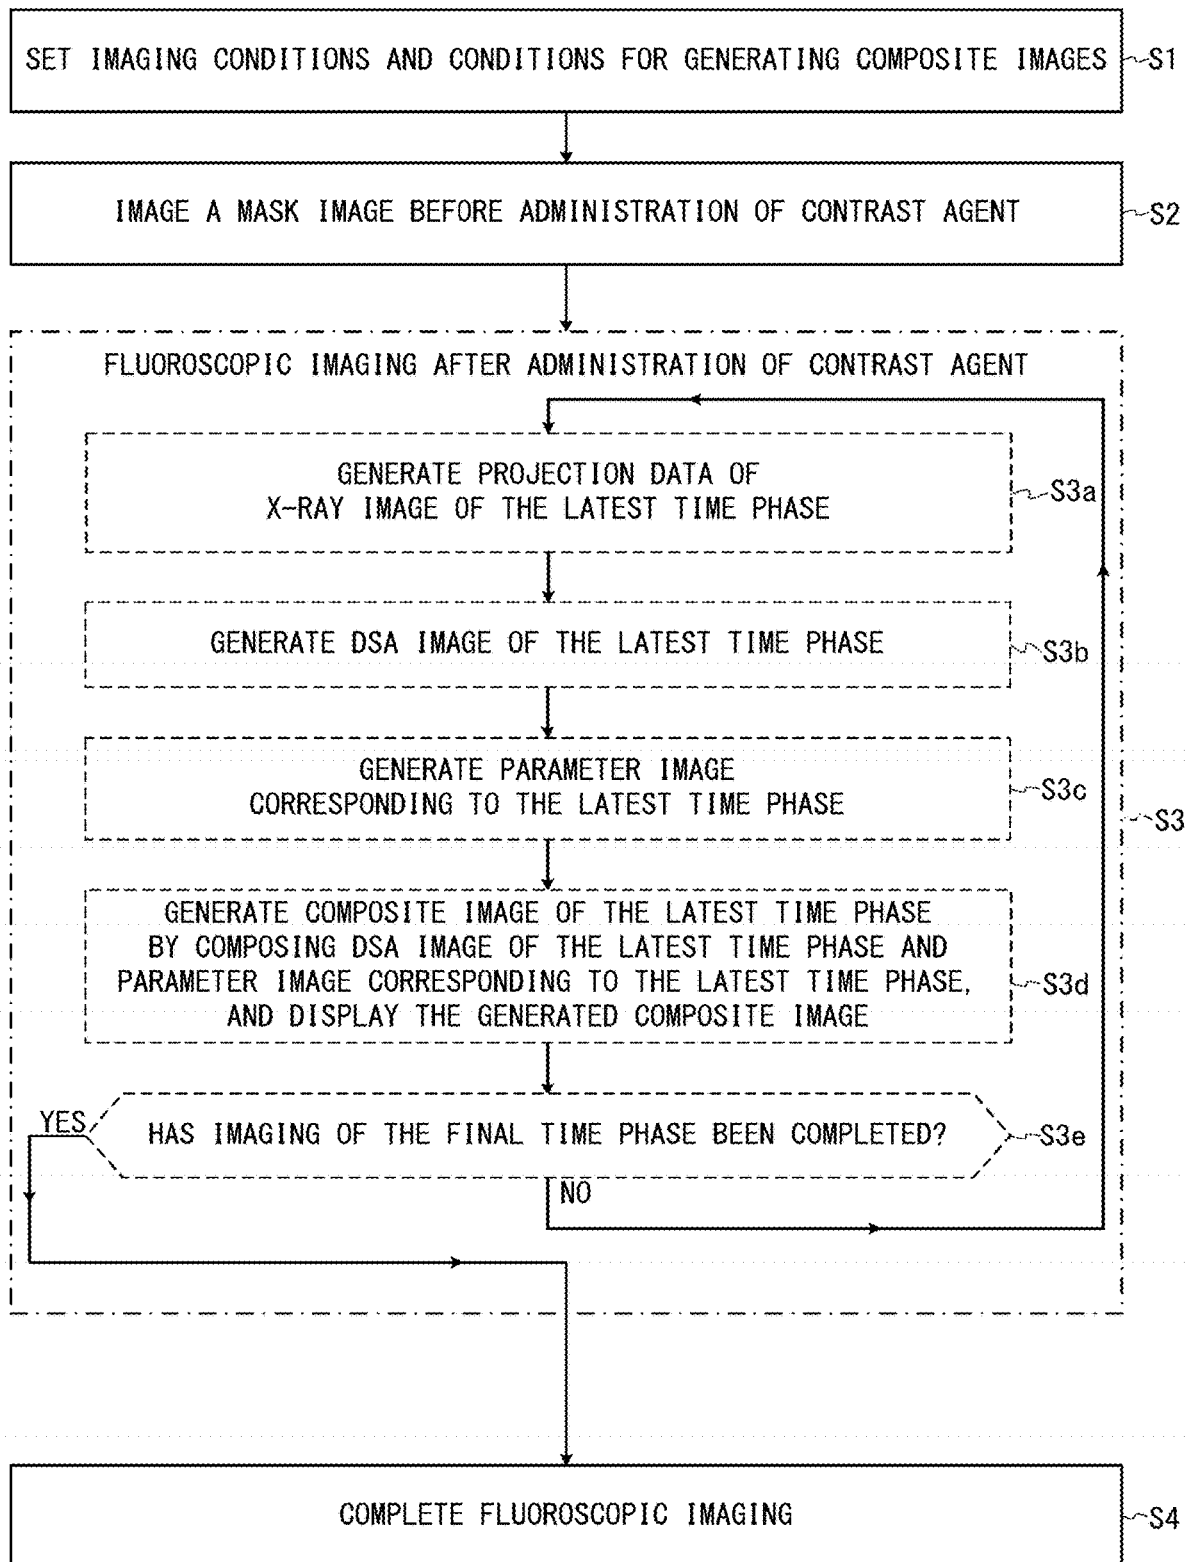 SET IMAGING CONDITIONS AND CONDITIONS FOR GENERATING COMPOSITE IMAGES
S1
IMAGE A MASK IMAGE BEFORE ADMINISTRATION OF CONTRAST AGENT
S2
FLUOROSCOPIC IMAGING AFTER ADMINISTRATION OF CONTRAST AGENT
GENERATE PROJECTION DATA OF
X-RAY IMAGE OF THE LATEST TIME PHASE
S3a
GENERATE DSA IMAGE OF THE LATEST TIME PHASE
S3b
GENERATE PARAMETER IMAGE
CORRESPONDING TO THE LATEST TIME PHASE
S3c
S3
GENERATE COMPOSITE IMAGE OF THE LATEST TIME PHASE
BY COMPOSING DSA IMAGE OF THE LATEST TIME PHASE AND
PARAMETER IMAGE CORRESPONDING TO THE LATEST TIME PHASE,
AND DISPLAY THE GENERATED COMPOSITE IMAGE
S3d
YES
HAS IMAGING OF THE FINAL TIME PHASE BEEN COMPLETED?
S3e
NO
COMPLETE FLUOROSCOPIC IMAGING
S4